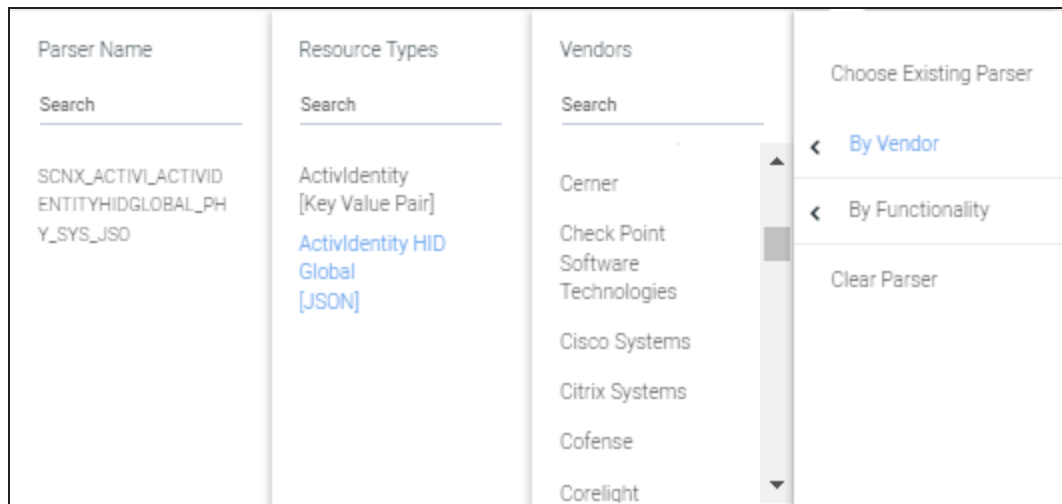 Parser Name
Search
SCNX_ACTIVI_ACTIVID
ENTITYHIDGLOBAL_PH
Y_SYS_JSO
Resource Types
Search
ActivIdentity
[Key Value Pair]
ActivIdentity HID
Global
[JSON]
Vendors
Search
Cerner
Check Point
Software
Technologies
Cisco Systems
Citrix Systems
Cofense
Corelight
Choose Existing Parser
By Vendor
By Functionality
Clear Parser